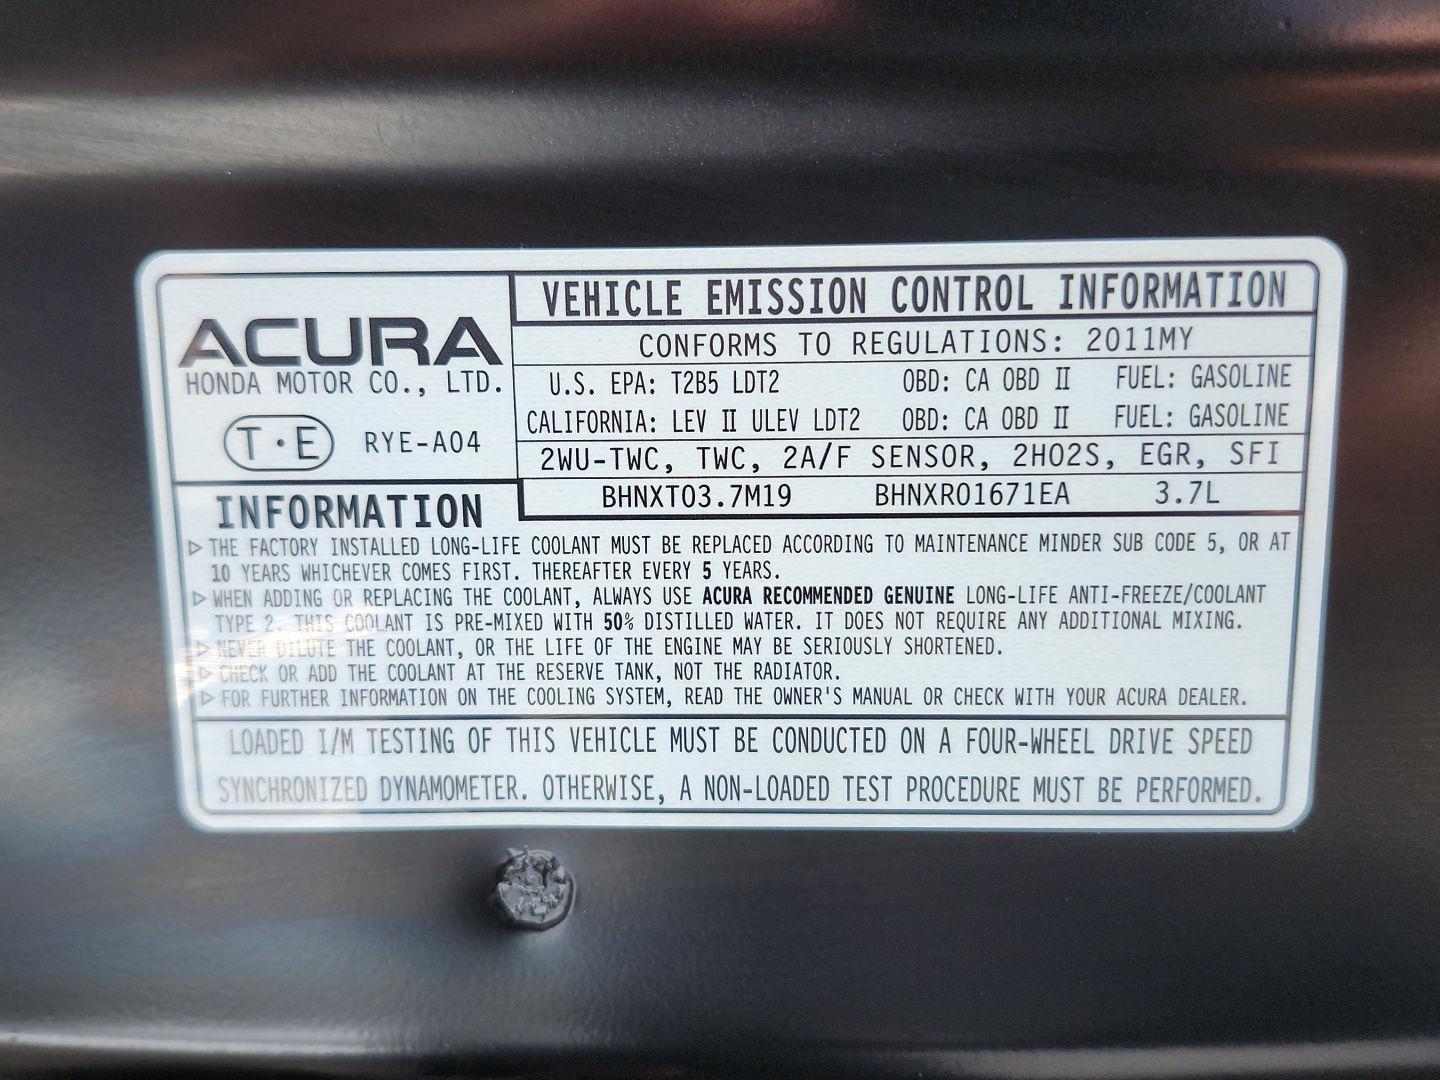 ACURA
HONDA MOTOR CO., LTD.
T·E RYE-A04
VEHICLE EMISSION CONTROL INFORMATION
CONFORMS TO REGULATIONS: 2011MY
U.S. EPA: T2B5 LDT2 OBD: CA OBD II FUEL: GASOLINE
CALIFORNIA: LEV II ULEV LDT2 OBD: CA OBD II FUEL: GASOLINE
2WU-TWC, TWC, 2A/F SENSOR, 2HO2S, EGR, SFI
BHNXT03.7M19 BHNXR01671EA 3.7L
INFORMATION
▷ THE FACTORY INSTALLED LONG-LIFE COOLANT MUST BE REPLACED ACCORDING TO MAINTENANCE MINDER SUB CODE 5, OR AT
10 YEARS WHICHEVER COMES FIRST. THEREAFTER EVERY 5 YEARS.
▷ WHEN ADDING OR REPLACING THE COOLANT, ALWAYS USE ACURA RECOMMENDED GENUINE LONG-LIFE ANTI-FREEZE/COOLANT
TYPE 2. THIS COOLANT IS PRE-MIXED WITH 50% DISTILLED WATER. IT DOES NOT REQUIRE ANY ADDITIONAL MIXING.
▷ NEVER DILUTE THE COOLANT, OR THE LIFE OF THE ENGINE MAY BE SERIOUSLY SHORTENED.
▷ CHECK OR ADD THE COOLANT AT THE RESERVE TANK, NOT THE RADIATOR.
▷ FOR FURTHER INFORMATION ON THE COOLING SYSTEM, READ THE OWNER'S MANUAL OR CHECK WITH YOUR ACURA DEALER.
LOADED I/M TESTING OF THIS VEHICLE MUST BE CONDUCTED ON A FOUR-WHEEL DRIVE SPEED
SYNCHRONIZED DYNAMOMETER. OTHERWISE, A NON-LOADED TEST PROCEDURE MUST BE PERFORMED.